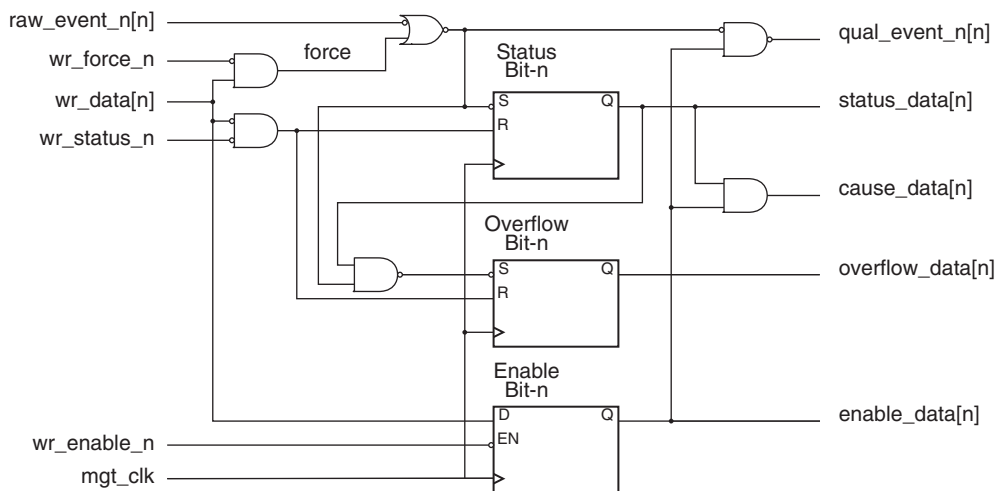 raw_event_n[n]
qual_event_n[n]
force
wr_force_n
Status
Bit-n
wr_data[n]
S
Q
status_data[n]
R
wr_status_n
cause_data[n]
Overflow
Bit-n
S
Q
overflow_data[n]
R
Enable
Bit-n
D
Q
enable_data[n]
wr_enable_n
EN
mgt_clk